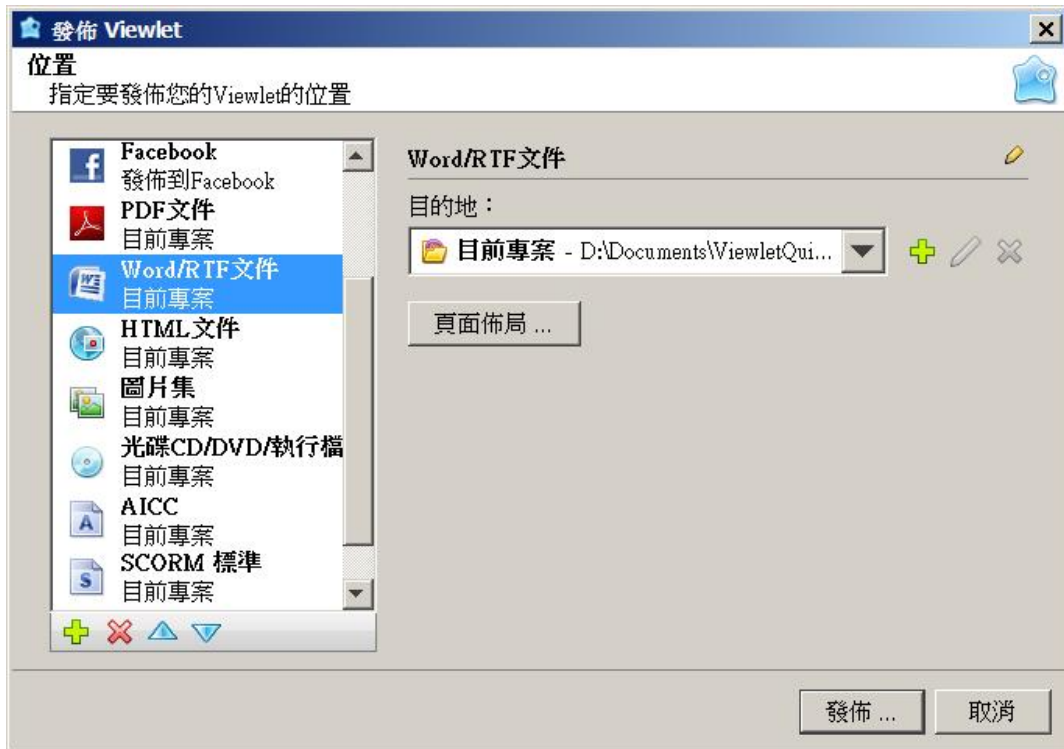 發佈 Viewlet
位置
指定要發佈您的Viewlet的位置
Facebook
發佈到Facebook
PDF文件
目前專案
Word/RTF文件
目前專案
HTML文件
目前專案
圖片集
目前專案
光碟CD/DVD/執行檔
目前專案
AICC
目前專案
SCORM 標準
目前專案
Word/RTF文件
目的地：
目前專案 - D:\Documents\ViewletQui...
頁面佈局 ...
發佈 ...
取消